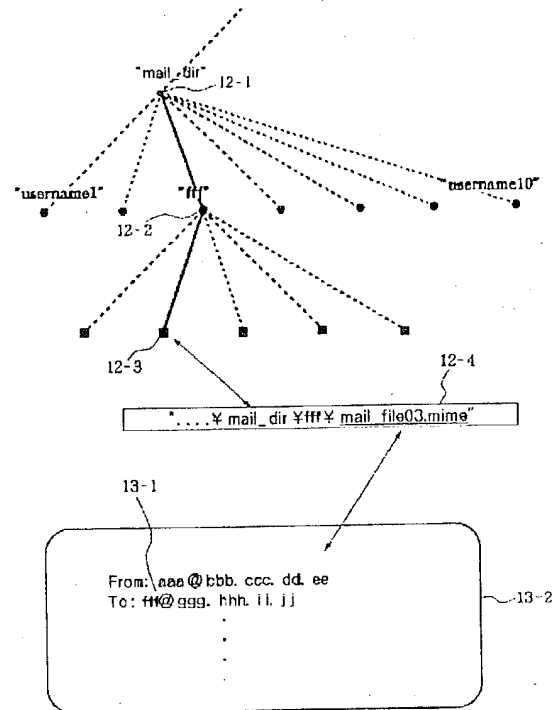 "mail_dir"
12-1
"username1"
"fff"
"username10"
12-2
12-3
12-4
"....¥ mail_dir ¥fff¥ mail_file03.mime"
13-1
From: aaa@bbb. ccc. dd. ee
To: fff@ggg. hhh. ii. jj
13-2